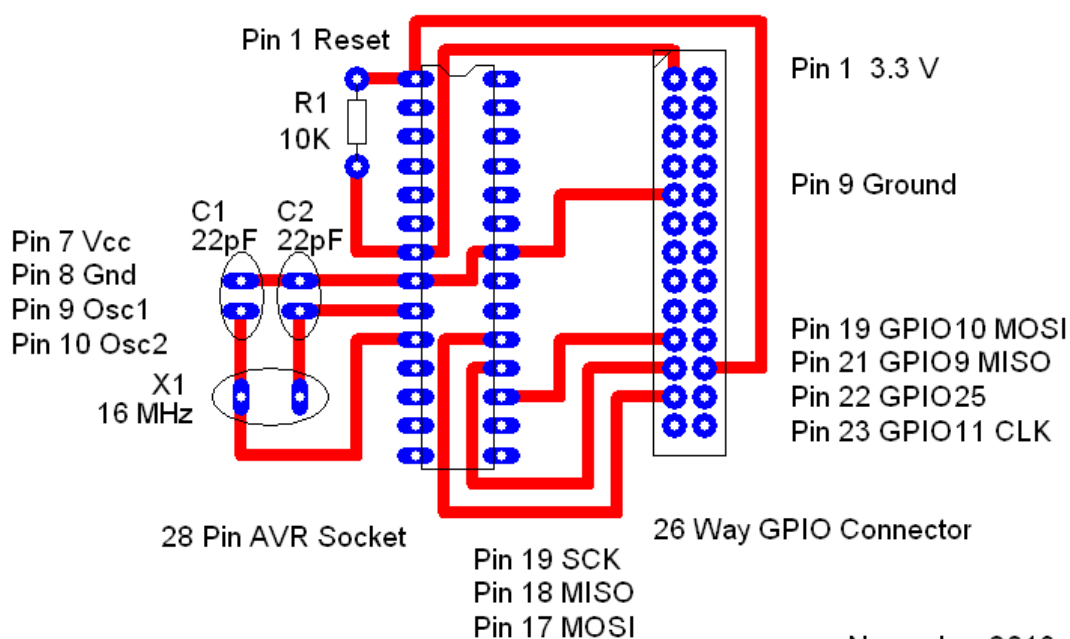 Pin 1 Reset
R1
10K
C1
22pF
C2
22pF
Pin 7 Vcc
Pin 8 Gnd
Pin 9 Osc1
Pin 10 Osc2
X1
16 MHz
28 Pin AVR Socket
Pin 19 SCK
Pin 18 MISO
Pin 17 MOSI
Pin 1 3.3 V
Pin 9 Ground
Pin 19 GPIO10 MOSI
Pin 21 GPIO9 MISO
Pin 22 GPIO25
Pin 23 GPIO11 CLK
26 Way GPIO Connector